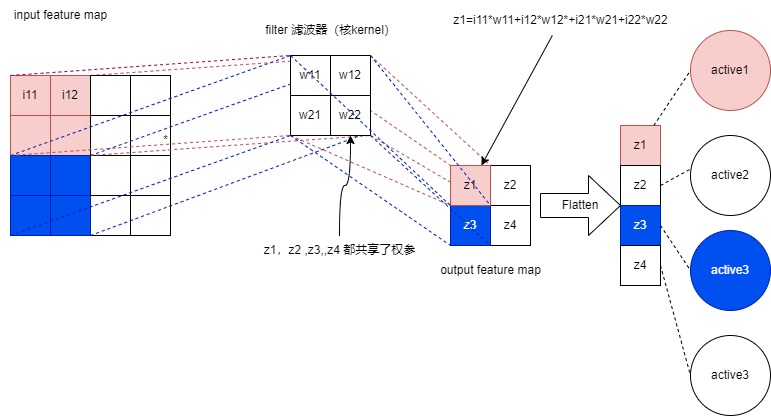 input feature map
filter 滤波器（核kernel）
z1=i11*w11+i12*w12*+i21*w21+i22*w22
i11 i12
*
w11 w12
w21 w22
z1 z2
z3 z4
output feature map
z1，z2 ,z3,,z4 都共享了权参
Flatten
z1
z2
z3
z4
active1
active2
active3
active3